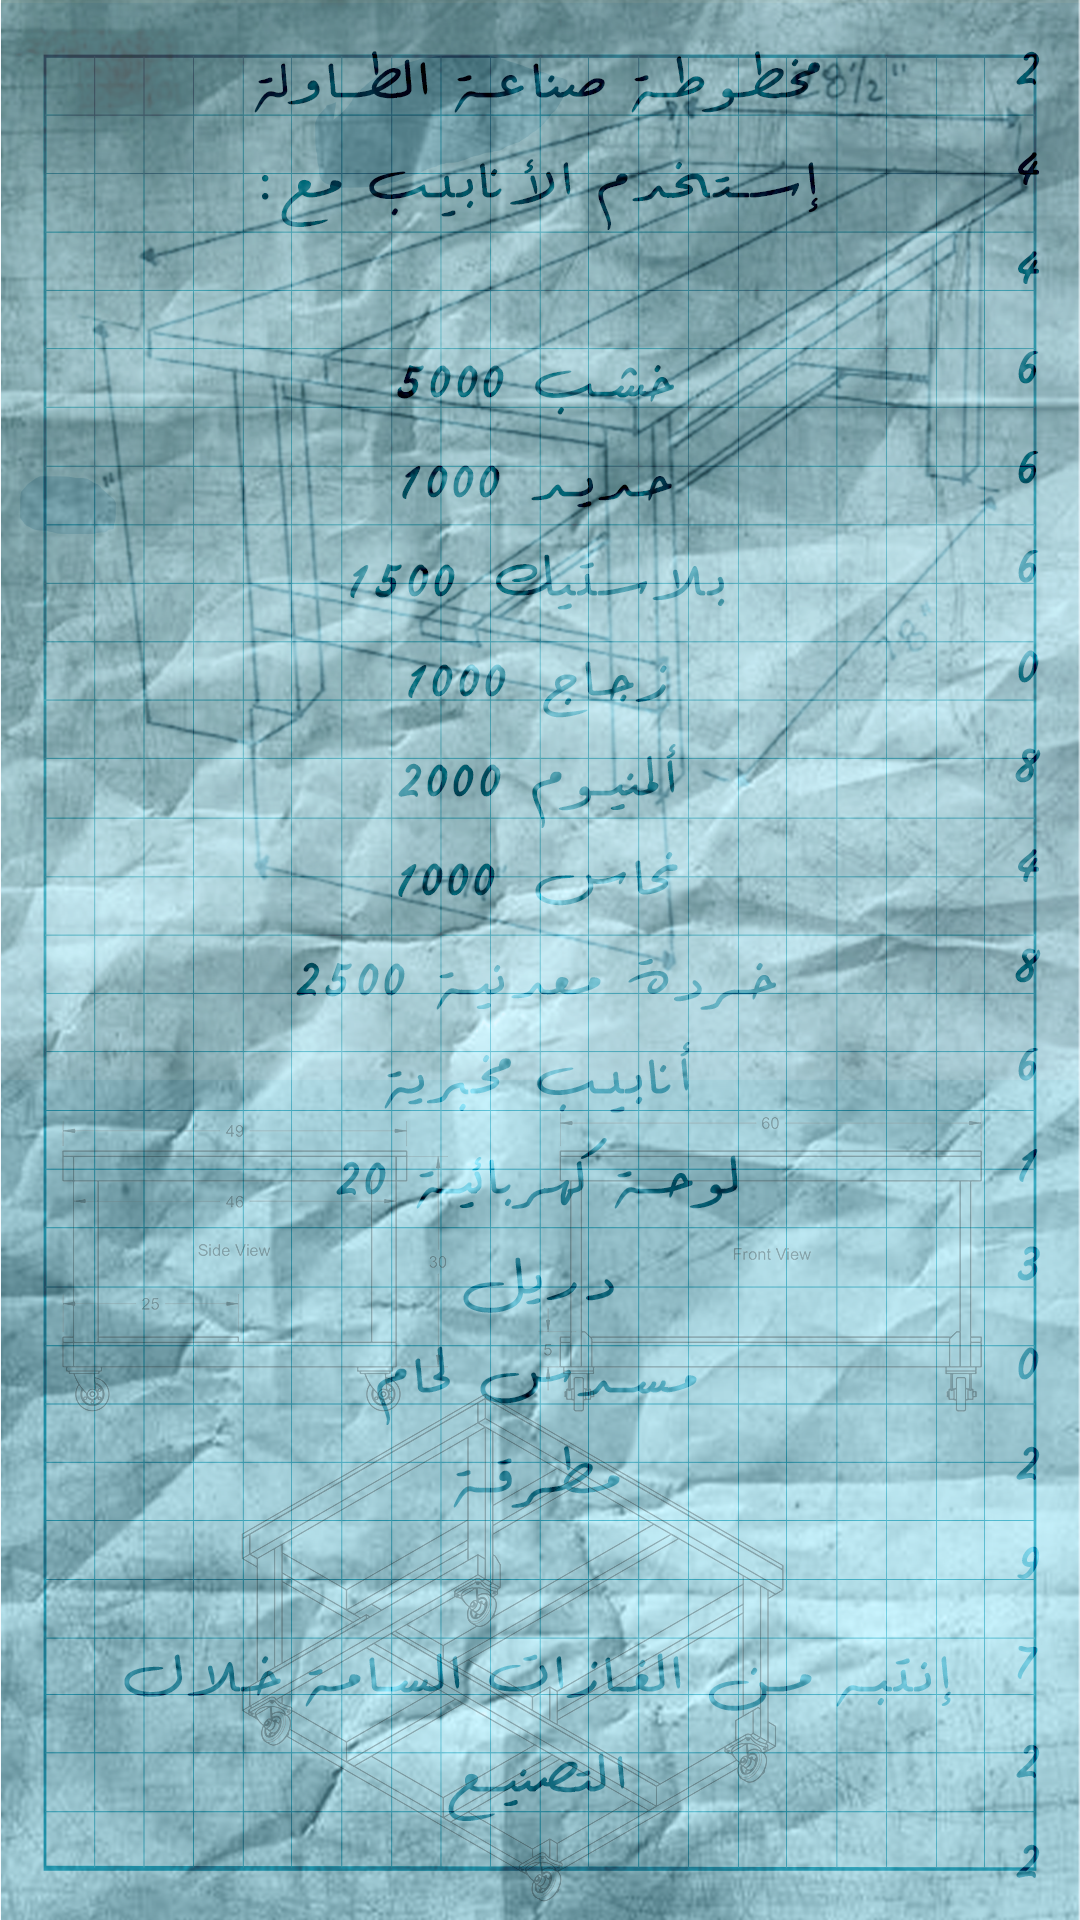 مخطوطة صناعة الطاولة
إستخدم الأنابيب مع:
خشب 5000
حديد 1000
بلاستيك 1500
زجاج 1000
ألمنيوم 2000
نحاس 1000
خردة معدنية 2500
أنابيب مخبرية
لوحة كهربائية 20
دريل
مسدس لحام
مطرقة
إنتبه من الغازات السامة خلال
التصنيع
2
4
4
6
6
6
0
8
4
8
6
1
3
0
2
9
7
2
2
8½"
18"
49
46
Side View
25
30
5
60
Front View